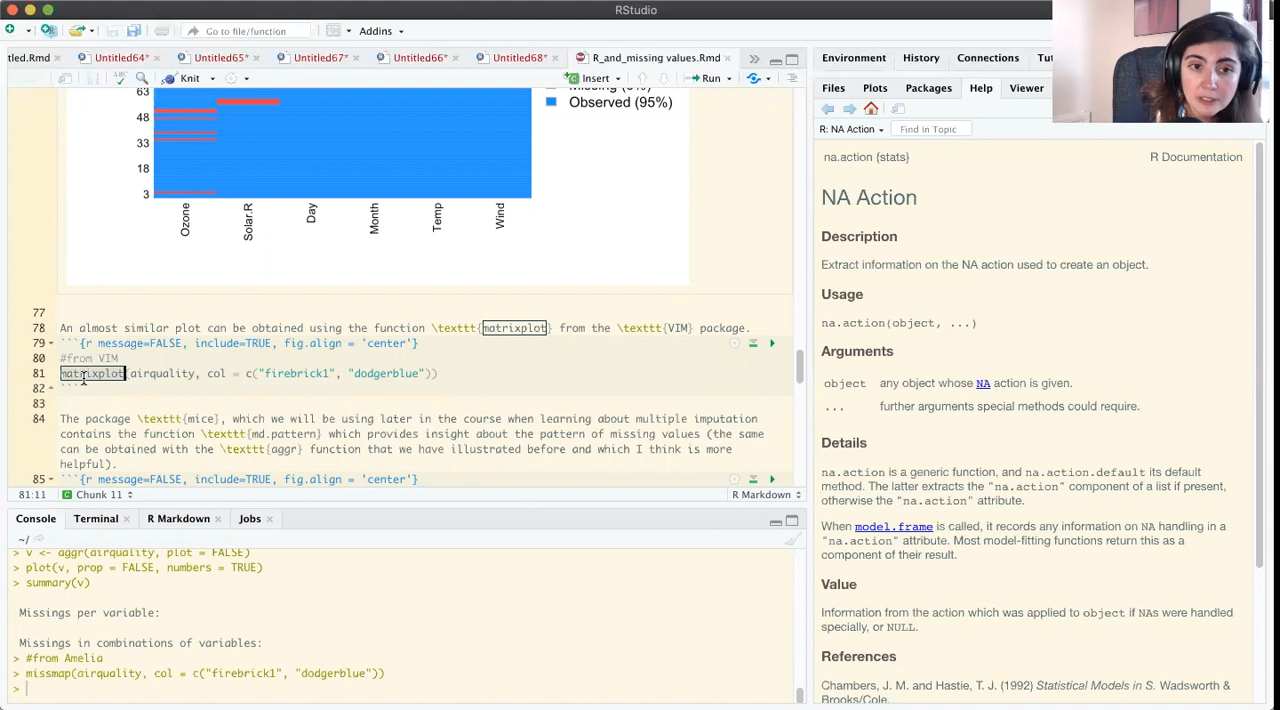 RStudio
Go to file/function
Addins
tled.Rmd
Untitled64*
Untitled65*
Untitled67*
Untitled66*
Untitled68*
R_and_missing values.Rmd
Knit
Insert
Run
63
48
33
18
3
Observed (95%)
Ozone
Solar.R
Day
Month
Temp
Wind
77
78 An almost similar plot can be obtained using the function \texttt{matrixplot} from the \texttt{VIM} package.
79 ```{r message=FALSE, include=TRUE, fig.align = 'center'}
80 #from VIM
81 matrixplot(airquality, col = c("firebrick1", "dodgerblue"))
82 ```
83
84 The package \texttt{mice}, which we will be using later in the course when learning about multiple imputation
contains the function \texttt{md.pattern} which provides insight about the pattern of missing values (the same
can be obtained with the \texttt{aggr} function that we have illustrated before and which I think is more
helpful).
85 ```{r message=FALSE, include=TRUE, fig.align = 'center'}
81:11 Chunk 11 R Markdown
Console Terminal R Markdown Jobs
~/
> v <- aggr(airquality, plot = FALSE)
> plot(v, prop = FALSE, numbers = TRUE)
> summary(v)
Missings per variable:
Missings in combinations of variables:
> #from Amelia
> missmap(airquality, col = c("firebrick1", "dodgerblue"))
>
Environment History Connections Tu
Files Plots Packages Help Viewer
R: NA Action Find in Topic
na.action {stats} R Documentation
NA Action
Description
Extract information on the NA action used to create an object.
Usage
na.action(object, ...)
Arguments
object any object whose NA action is given.
... further arguments special methods could require.
Details
na.action is a generic function, and na.action.default its default
method. The latter extracts the "na.action" component of a list if present,
otherwise the "na.action" attribute.
When model.frame is called, it records any information on NA handling in a
"na.action" attribute. Most model-fitting functions return this as a
component of their result.
Value
Information from the action which was applied to object if NAs were handled
specially, or NULL.
References
Chambers, J. M. and Hastie, T. J. (1992) Statistical Models in S. Wadsworth &
Brooks/Cole.